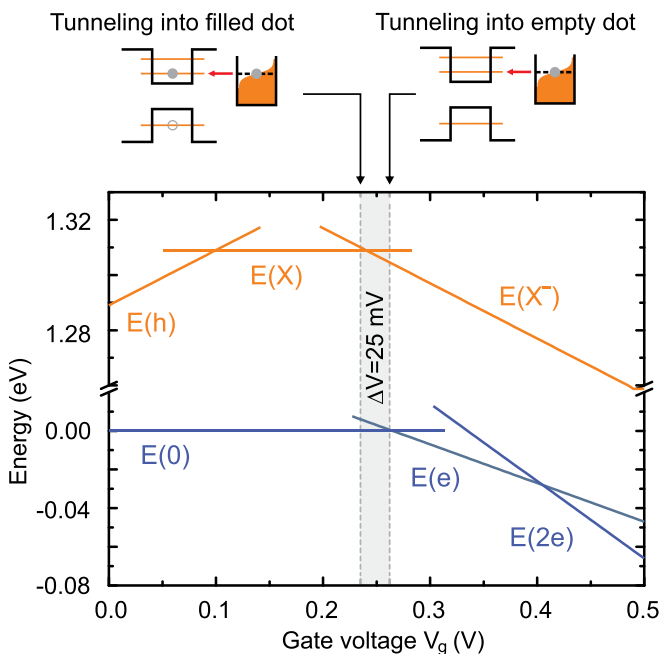 Tunneling into filled dot
Tunneling into empty dot
1.32
1.28
0.00
-0.04
-0.08
Energy (eV)
E(h)
E(X)
E(X⁻)
ΔV=25 mV
E(0)
E(e)
E(2e)
0.0 0.1 0.2 0.3 0.4 0.5
Gate voltage Vg (V)